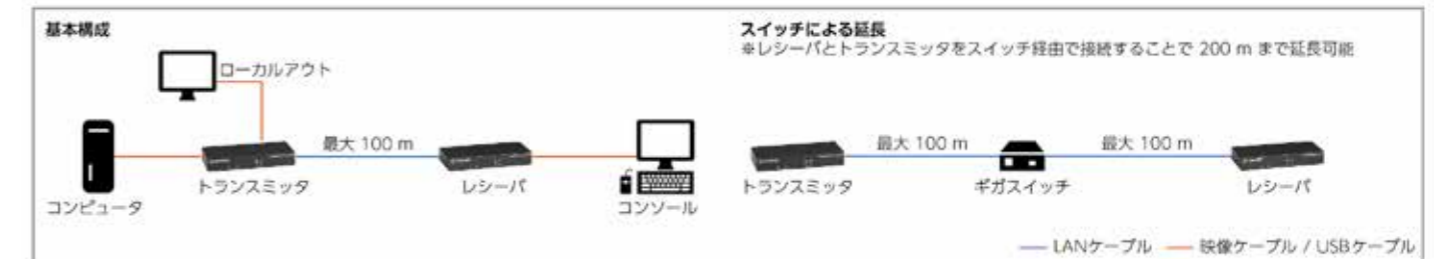 基本構成
ローカルアウト
最大 100 m
トランスミッタ
レシーバ
コンピュータ
コンソール
スイッチによる延長
※レシーバとトランスミッタをスイッチ経由で接続することで 200 m まで延長可能
最大 100 m
最大 100 m
トランスミッタ
ギガスイッチ
レシーバ
LANケーブル 映像ケーブル / USBケーブル